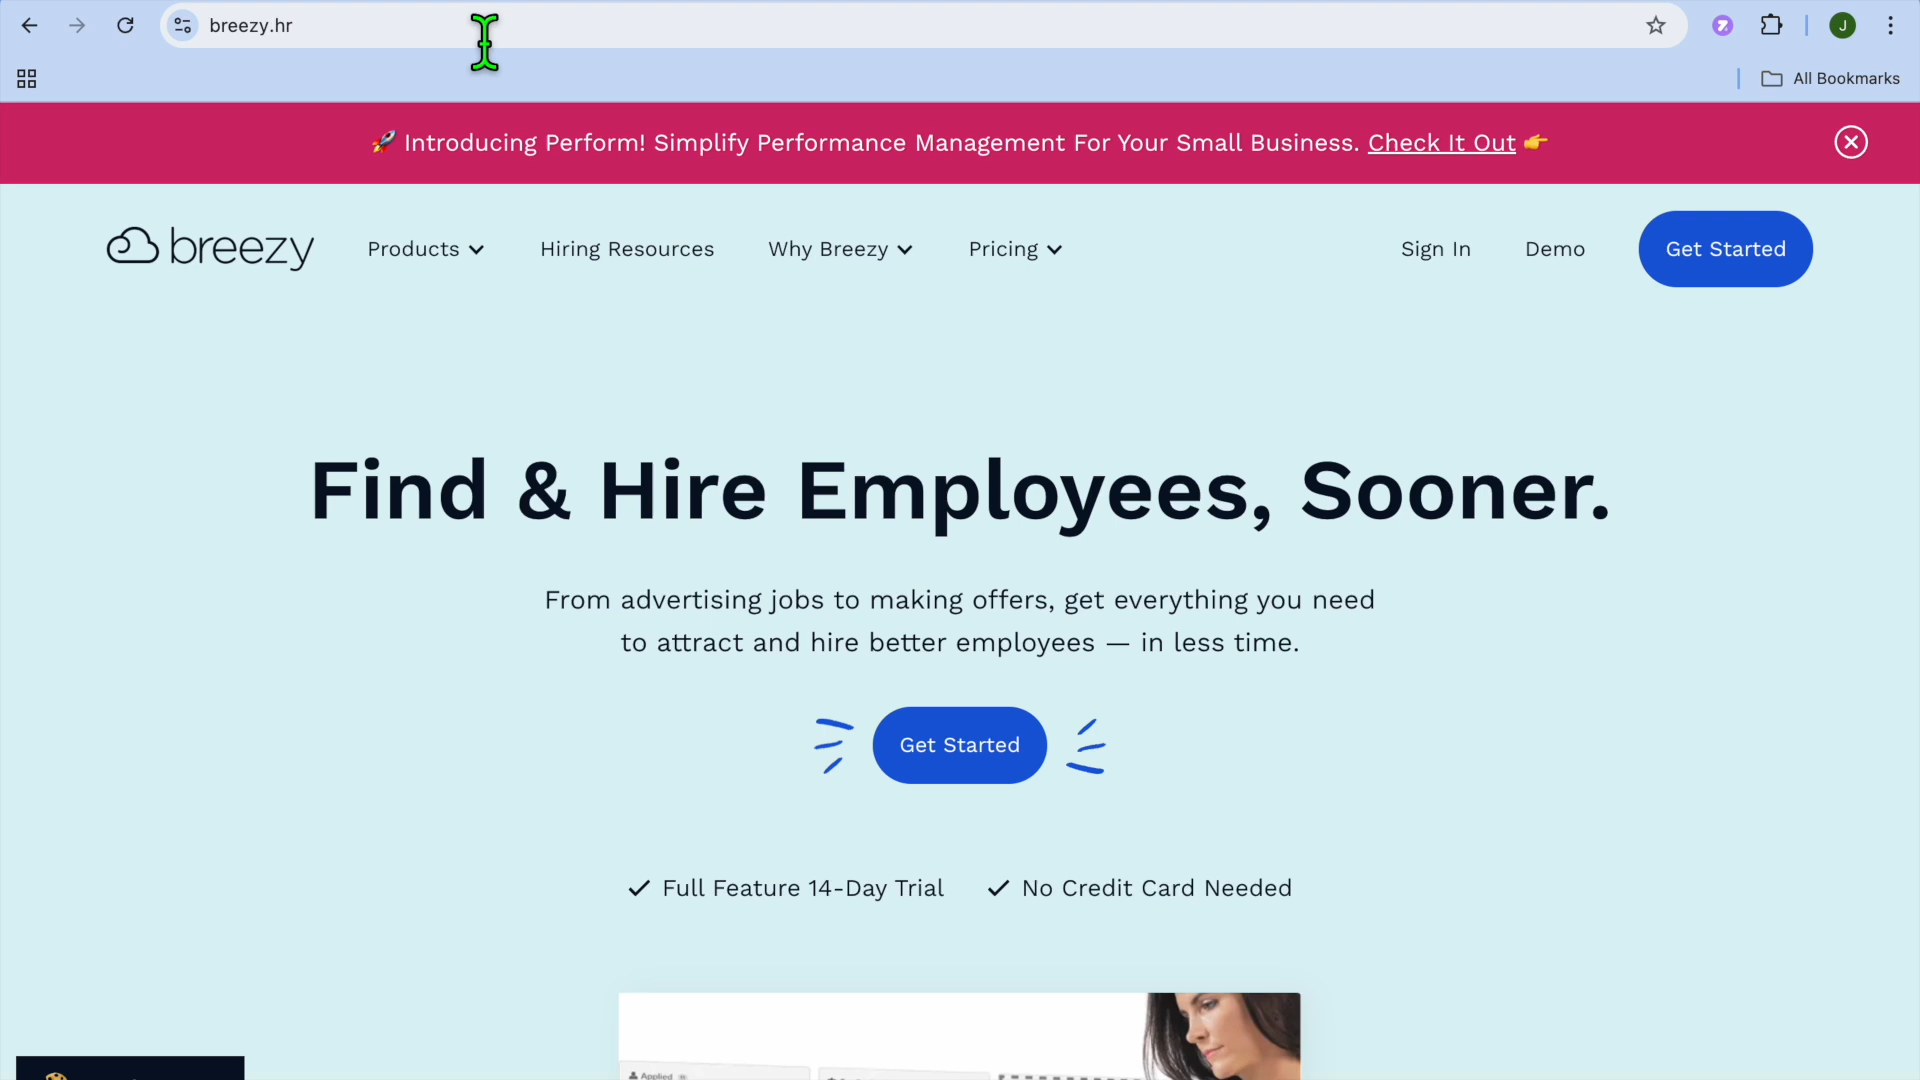 breezy.hr
J
All Bookmarks
🚀 Introducing Perform! Simplify Performance Management For Your Small Business. Check It Out 👉
breezy
Products
Hiring Resources
Why Breezy
Pricing
Sign In
Demo
Get Started
Find & Hire Employees, Sooner.
From advertising jobs to making offers, get everything you need
to attract and hire better employees — in less time.
Get Started
Full Feature 14-Day Trial
No Credit Card Needed
Applied